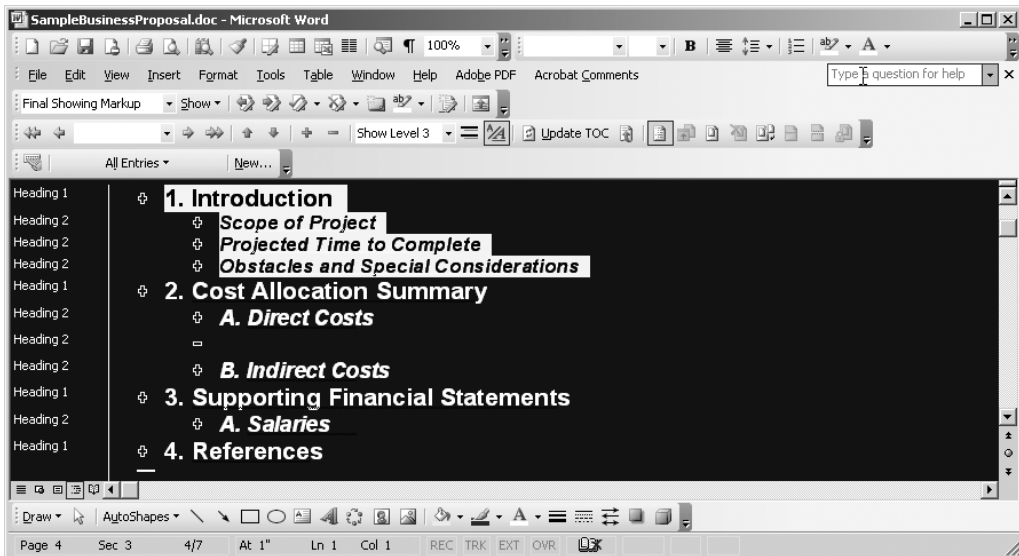 SampleBusinessProposal.doc - Microsoft Word
100% B ab A
File Edit View Insert Format Tools Table Window Help Adobe PDF Acrobat Comments Type a question for help
Final Showing Markup Show ab
Show Level 3 Update TOC
All Entries New...
Heading 1 1. Introduction
Heading 2 Scope of Project
Heading 2 Projected Time to Complete
Heading 2 Obstacles and Special Considerations
Heading 1 2. Cost Allocation Summary
Heading 2 A. Direct Costs
Heading 2
Heading 2 B. Indirect Costs
Heading 1 3. Supporting Financial Statements
Heading 2 A. Salaries
Heading 1 4. References
Draw AutoShapes A
Page 4 Sec 3 4/7 At 1" Ln 1 Col 1 REC TRK EXT OVR